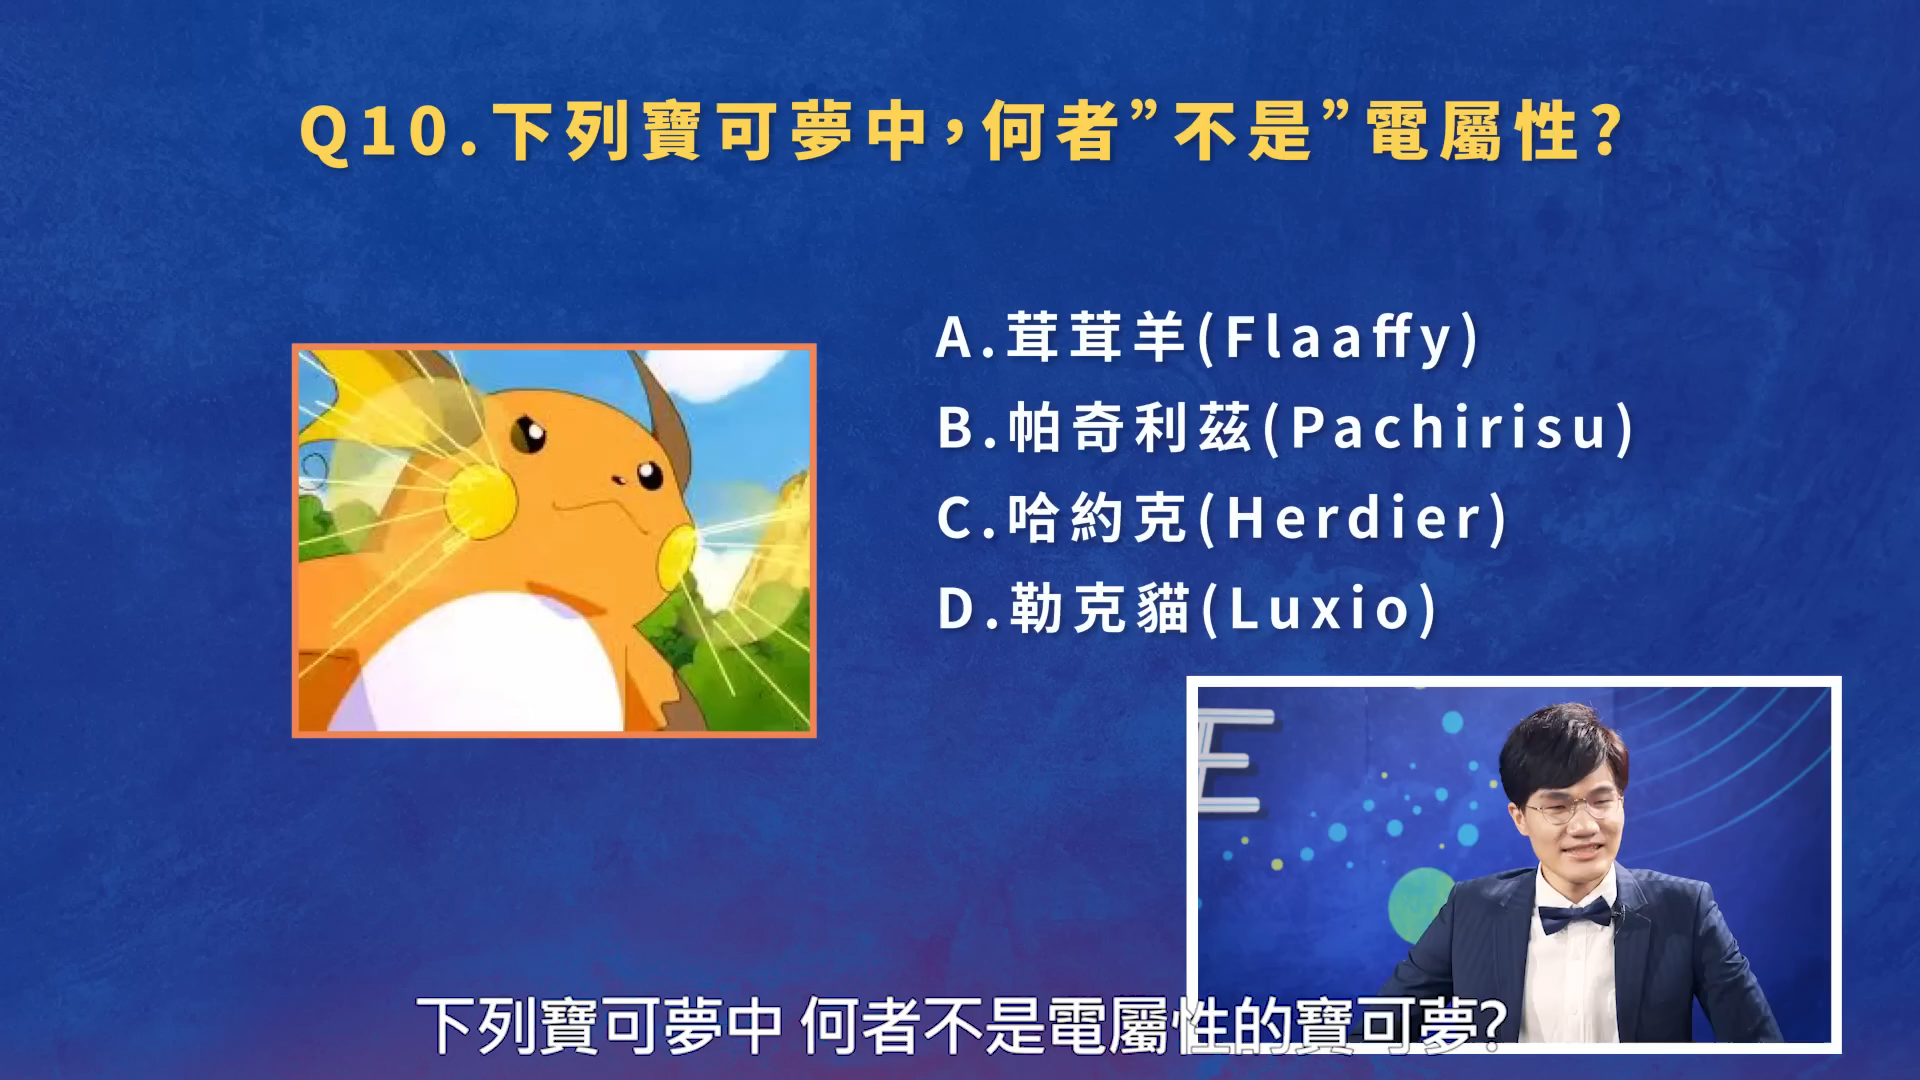 Q10.下列寶可夢中，何者”不是”電屬性?
A.茸茸羊(Flaaffy)
B.帕奇利茲(Pachirisu)
C.哈約克(Herdier)
D.勒克貓(Luxio)
E
下列寶可夢中 何者不是電屬性的寶可夢?